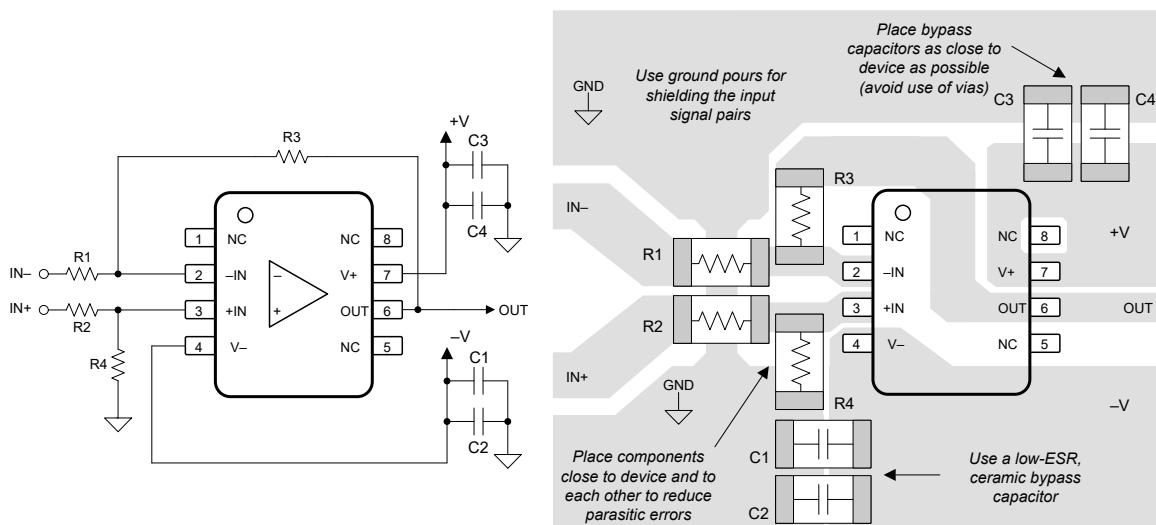 R3
+V
C3
C4
1
NC
NC
8
IN–
R1
2
–IN
V+
7
–
IN+
R2
3
+IN
+
OUT
6
OUT
4
V–
NC
5
R4
–V
C1
C2
Place bypass
capacitors as close to
device as possible
(avoid use of vias)
Use ground pours for
shielding the input
signal pairs
GND
C3
C4
R3
IN–
1
NC
NC
8
+V
R1
2
–IN
V+
7
3
+IN
OUT
6
OUT
R2
4
V–
NC
5
IN+
GND
R4
–V
C1
C2
Place components
close to device and to
each other to reduce
parasitic errors
Use a low-ESR,
ceramic bypass
capacitor